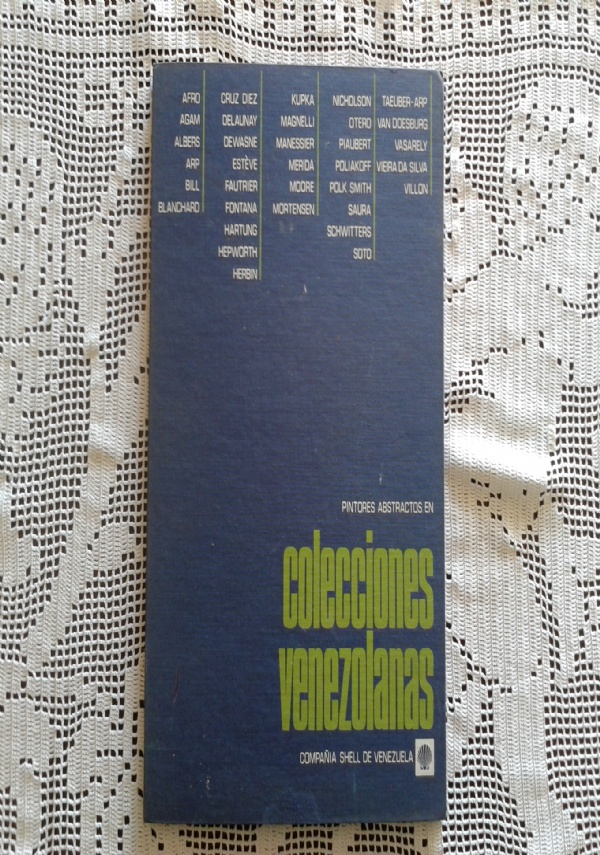 AFRO
AGAM
ALBERS
ARP
BILL
BLANCHARD
CRUZ DIEZ
DELAUNAY
DEWASNE
ESTÈVE
FAUTRIER
FONTANA
HARTUNG
HEPWORTH
HERBIN
KUPKA
MAGNELLI
MANESSIER
MERIDA
MOORE
MORTENSEN
NICHOLSON
OTERO
PIAUBERT
POLIAKOFF
POLK SMITH
SAURA
SCHWITTERS
SOTO
TAEUBER-ARP
VAN DOESBURG
VASARELY
VIEIRA DA SILVA
VILLON
PINTORES ABSTRACTOS EN
colecciones
venezolanas
COMPAÑIA SHELL DE VENEZUELA